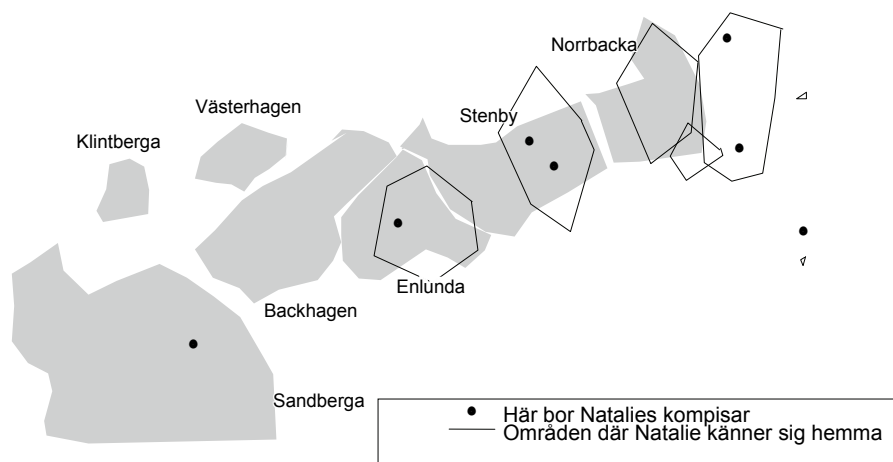 Norrbacka
Västerhagen
Stenby
Klintberga
Enlunda
Backhagen
Sandberga
Här bor Natalies kompisar
Områden där Natalie känner sig hemma